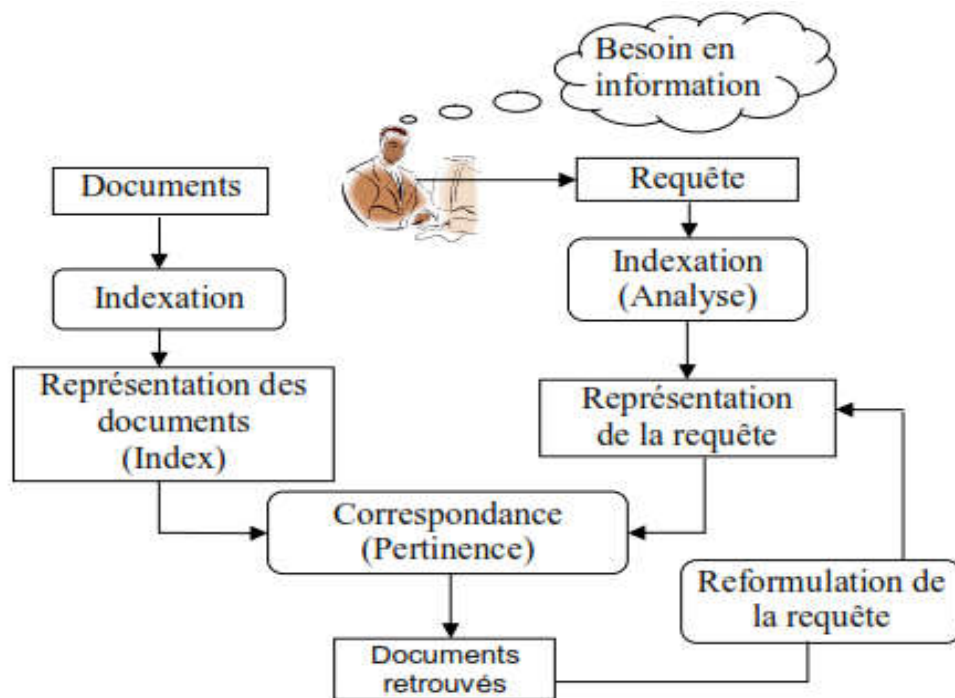 Besoin en
information
Documents
Requête
Indexation
Indexation
(Analyse)
Représentation des
documents
(Index)
Représentation
de la requête
Correspondance
(Pertinence)
Reformulation de
la requête
Documents
retrouvés